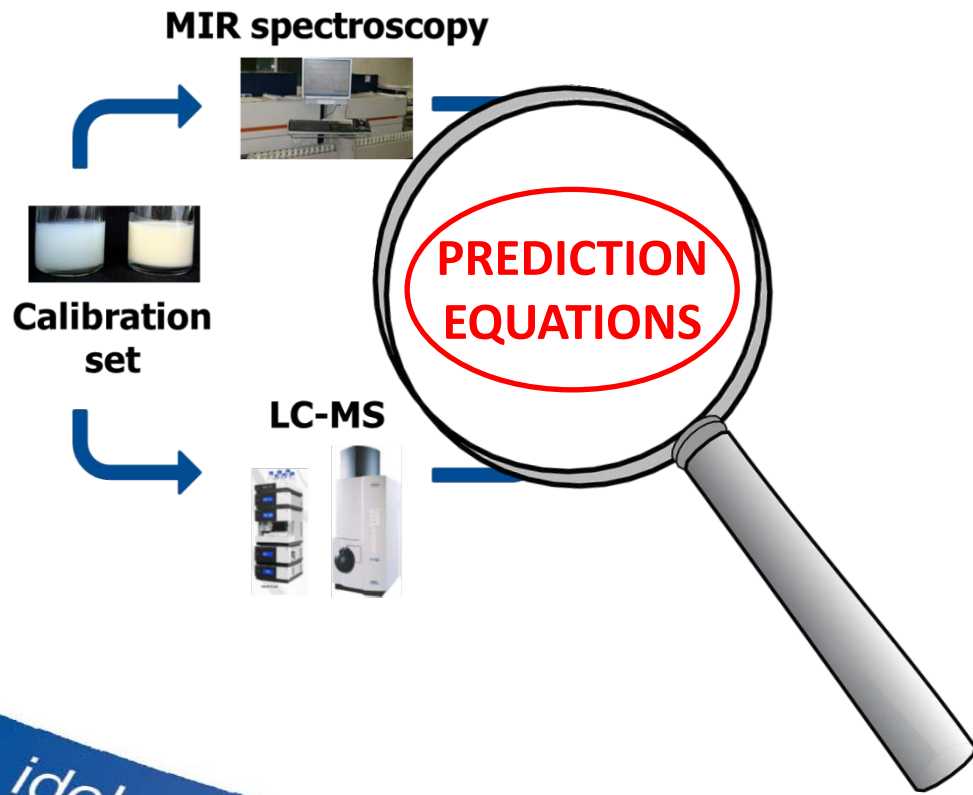 MIR spectroscopy
Calibration
set
PREDICTION
EQUATIONS
LC-MS